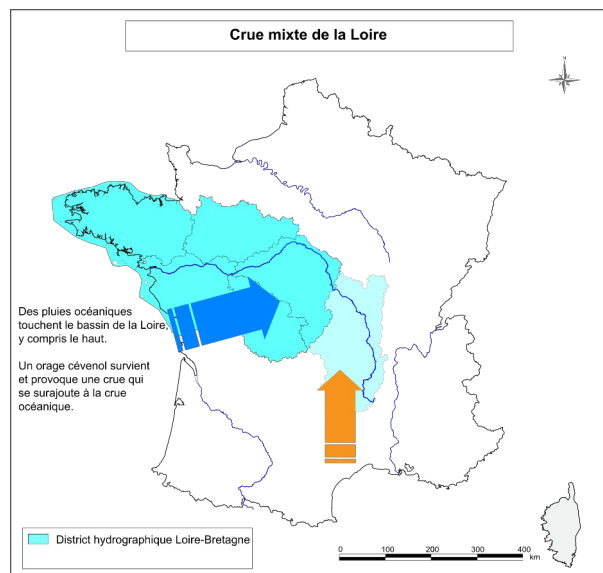 Crue mixte de la Loire
N
Des pluies océaniques
touchent le bassin de la Loire,
y compris le haut.
Un orage cévenol survient
et provoque une crue qui
se surajoute à la crue
océanique.
District hydrographique Loire-Bretagne
0 100 200 300 400
km